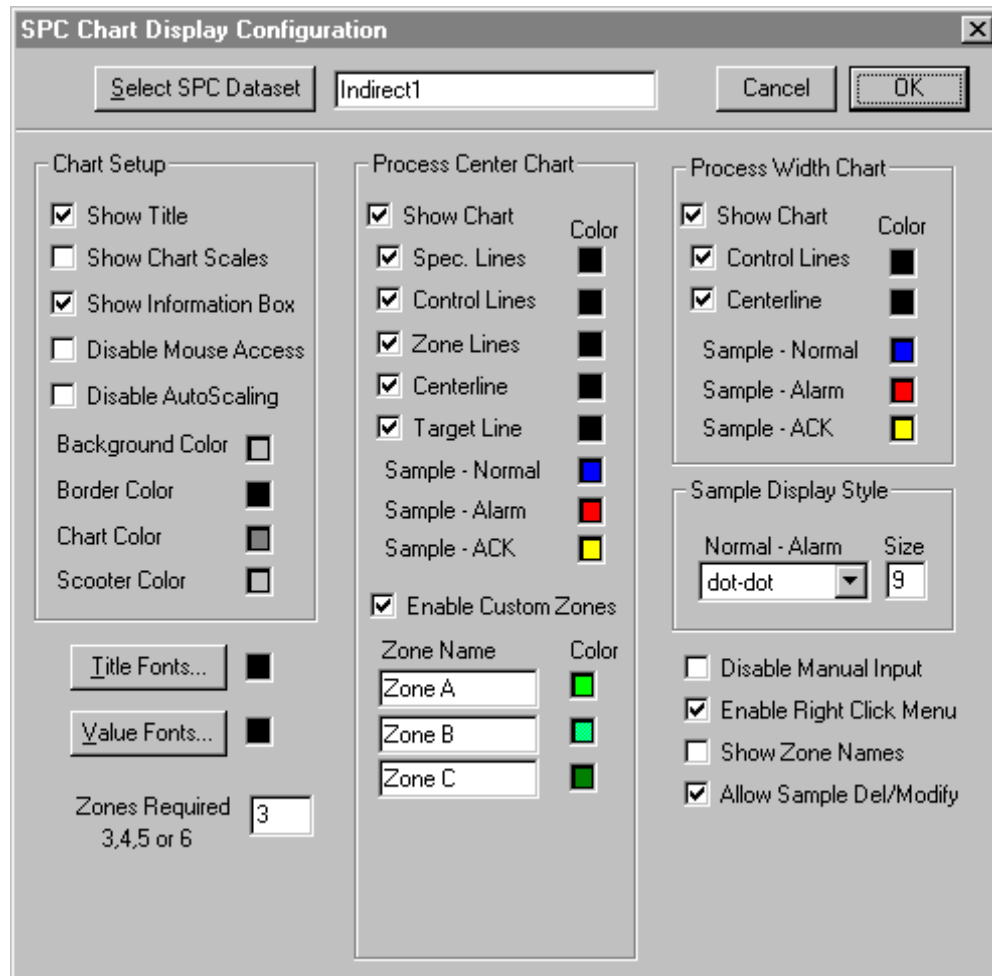 SPC Chart Display Configuration
Select SPC Dataset
Indirect1
Cancel
OK
Chart Setup
Show Title
Show Chart Scales
Show Information Box
Disable Mouse Access
Disable AutoScaling
Background Color
Border Color
Chart Color
Scooter Color
Title Fonts...
Value Fonts...
Zones Required
3,4,5 or 6
3
Process Center Chart
Show Chart
Color
Spec. Lines
Control Lines
Zone Lines
Centerline
Target Line
Sample - Normal
Sample - Alarm
Sample - ACK
Enable Custom Zones
Zone Name
Color
Zone A
Zone B
Zone C
Process Width Chart
Show Chart
Color
Control Lines
Centerline
Sample - Normal
Sample - Alarm
Sample - ACK
Sample Display Style
Normal - Alarm
Size
dot-dot
9
Disable Manual Input
Enable Right Click Menu
Show Zone Names
Allow Sample Del/Modify